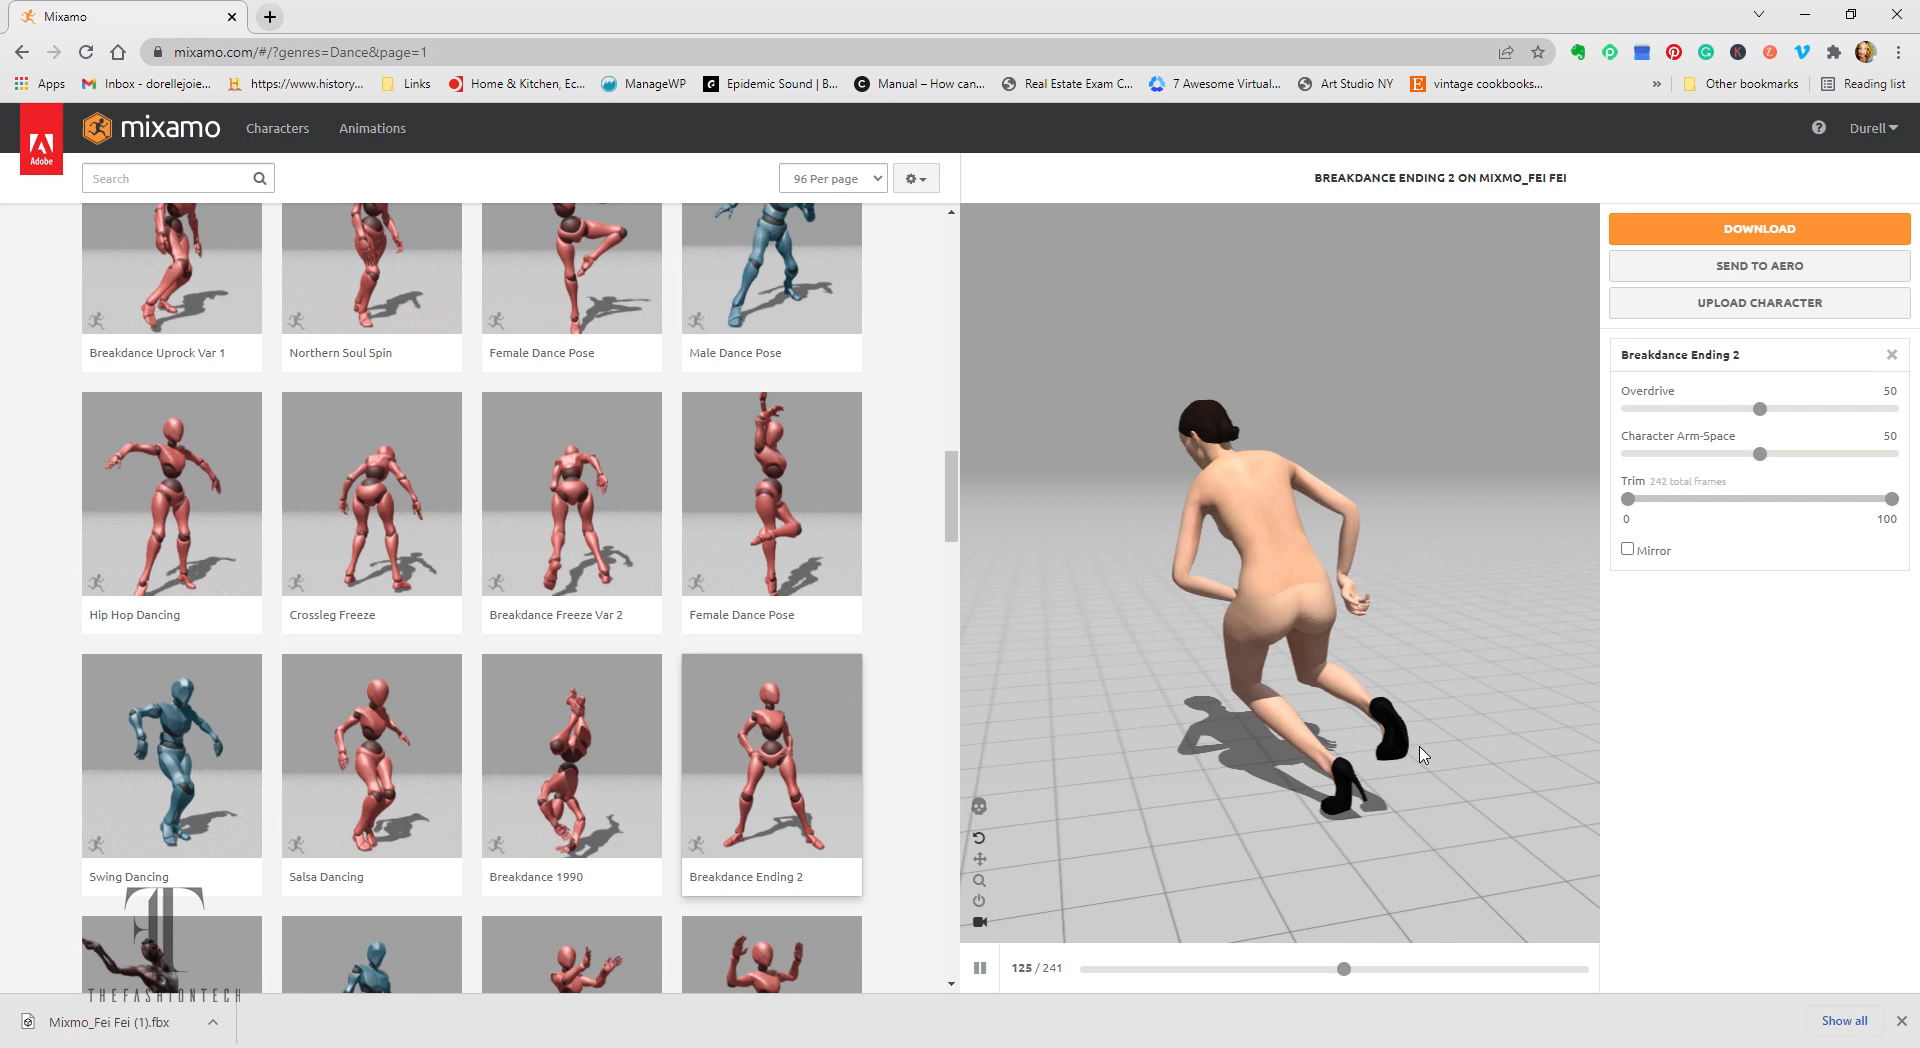 Mixamo
mixamo.com/#/?genres=Dance&page=1
Apps
Inbox - dorellejoie...
https://www.history...
Links
Home & Kitchen, Ec...
ManageWP
Epidemic Sound | B...
Manual – How can...
Real Estate Exam C...
7 Awesome Virtual...
Art Studio NY
vintage cookbooks...
Other bookmarks
Reading list
Adobe
mixamo
Characters
Animations
Durell
Search
96 Per page
BREAKDANCE ENDING 2 ON MIXMO_FEI FEI
Breakdance Uprock Var 1
Northern Soul Spin
Female Dance Pose
Male Dance Pose
Hip Hop Dancing
Crossleg Freeze
Breakdance Freeze Var 2
Female Dance Pose
Swing Dancing
Salsa Dancing
Breakdance 1990
Breakdance Ending 2
DOWNLOAD
SEND TO AERO
UPLOAD CHARACTER
Breakdance Ending 2
Overdrive 50
Character Arm-Space 50
Trim 242 total frames
0 100
Mirror
125 / 241
THEFASHIONTECH
Mixmo_Fei Fei (1).fbx
Show all